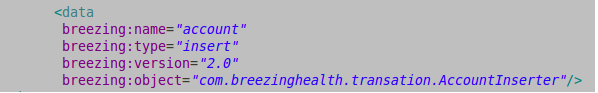 <data
breezing:name="account"
breezing:type="insert"
breezing:version="2.0"
breezing:object="com.breezinghealth.transation.AccountInserter"/>